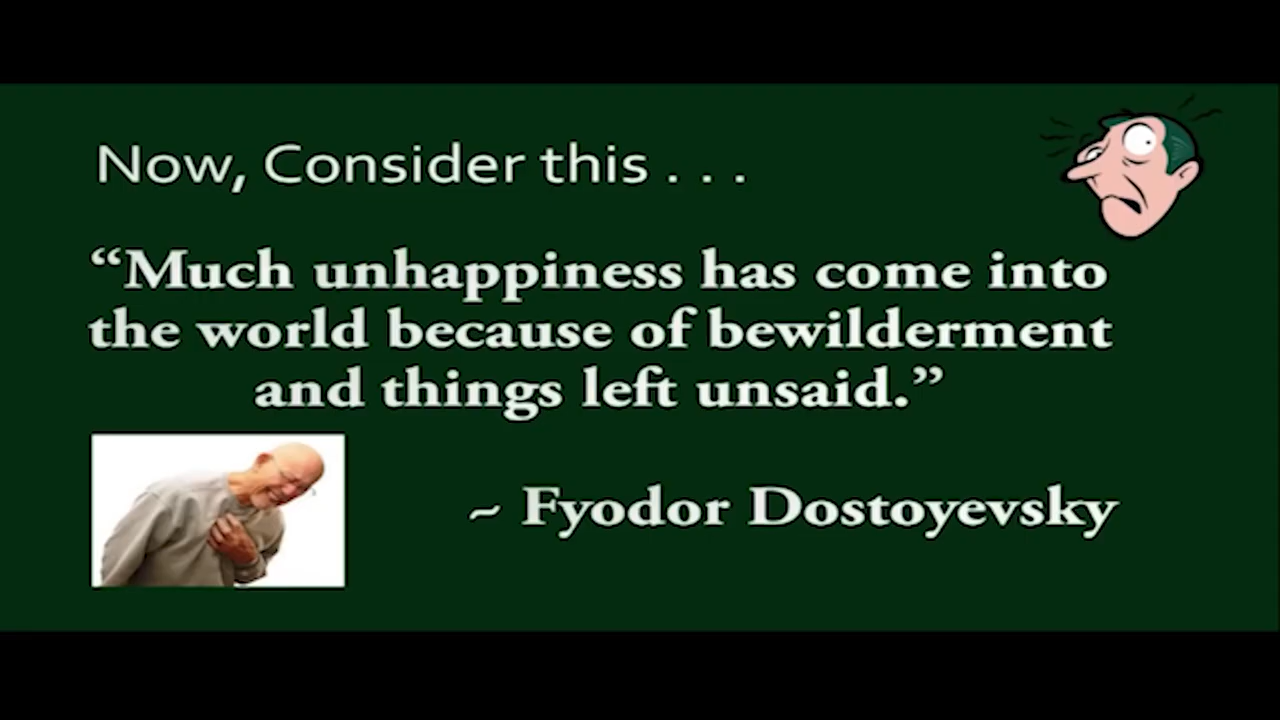 Now, Consider this . . .
“Much unhappiness has come into
the world because of bewilderment
and things left unsaid.”
~ Fyodor Dostoyevsky